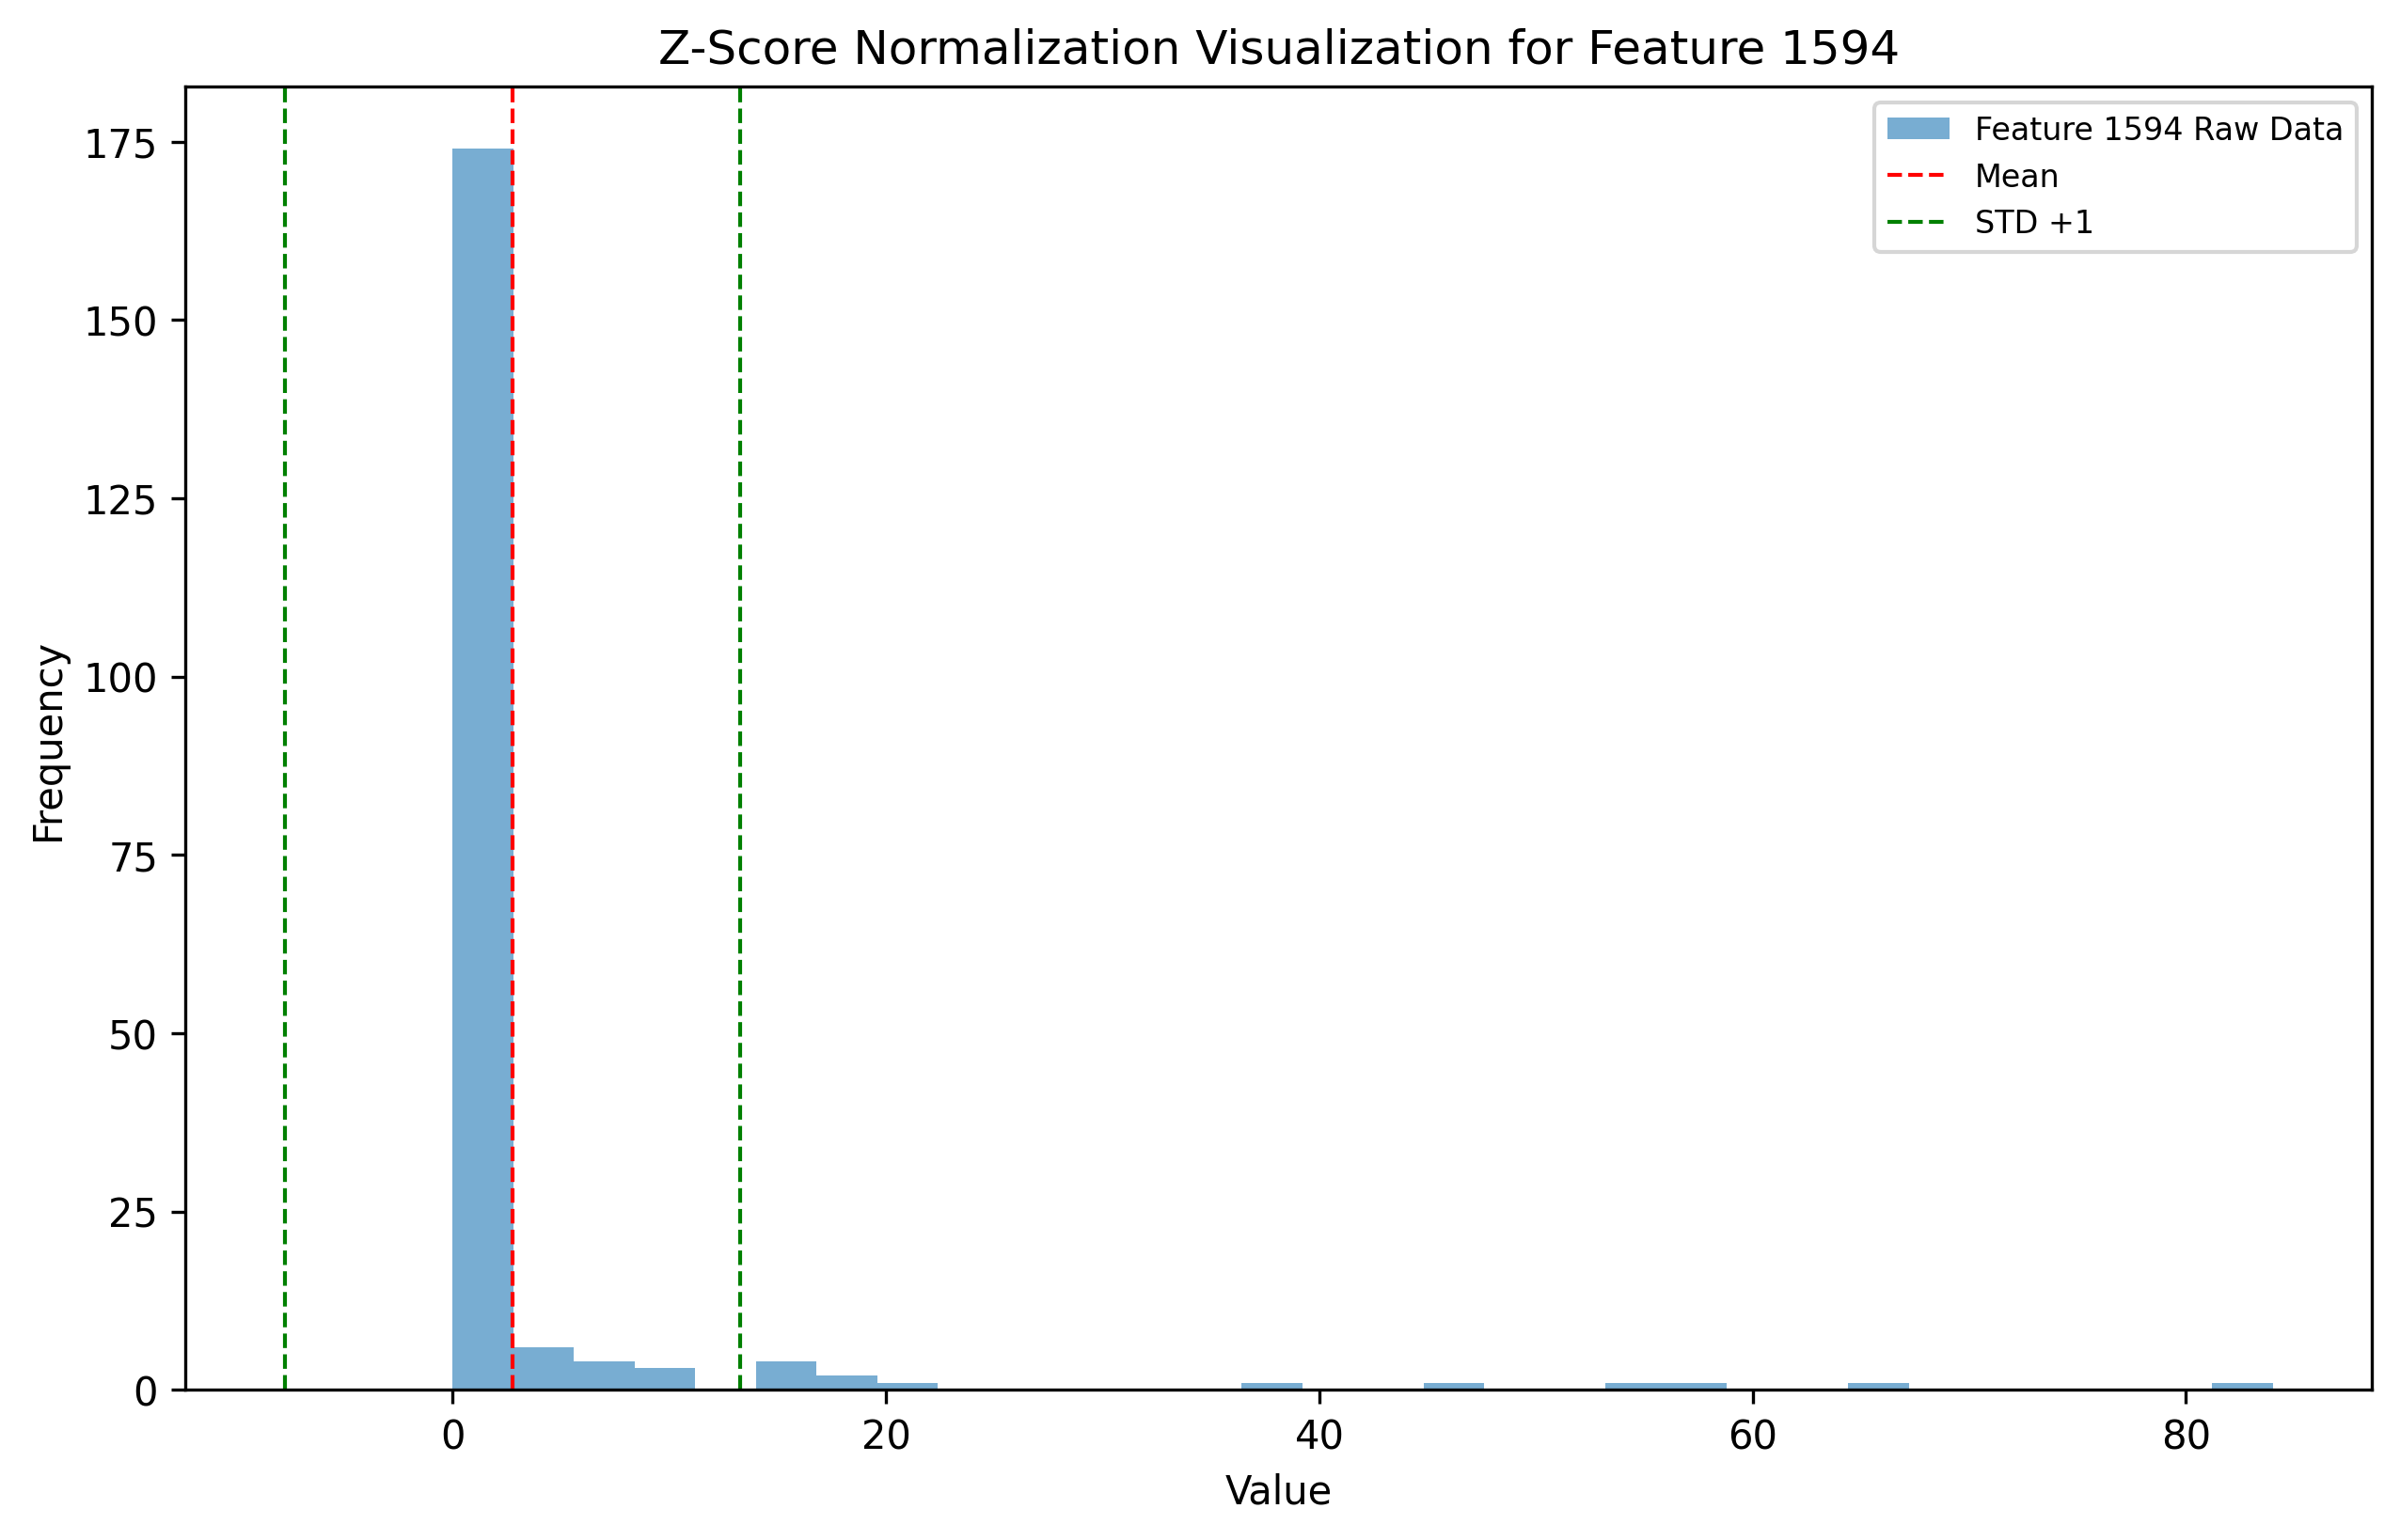 Z-Score Normalization Visualization for Feature 1594
Feature 1594 Raw Data
Mean
STD +1
175
150
125
100
75
50
25
0
Frequency
0 20 40 60 80
Value